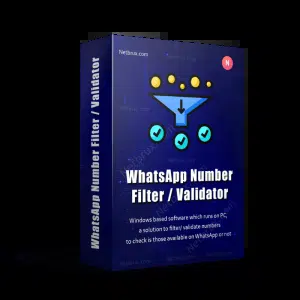 Netbrux.com
N
WhatsApp Number Filter / Validator
WhatsApp Number
Filter / Validator
Windows based software which runs on PC,
a solution to filter/ validate numbers
to check is those available on WhatsApp or not